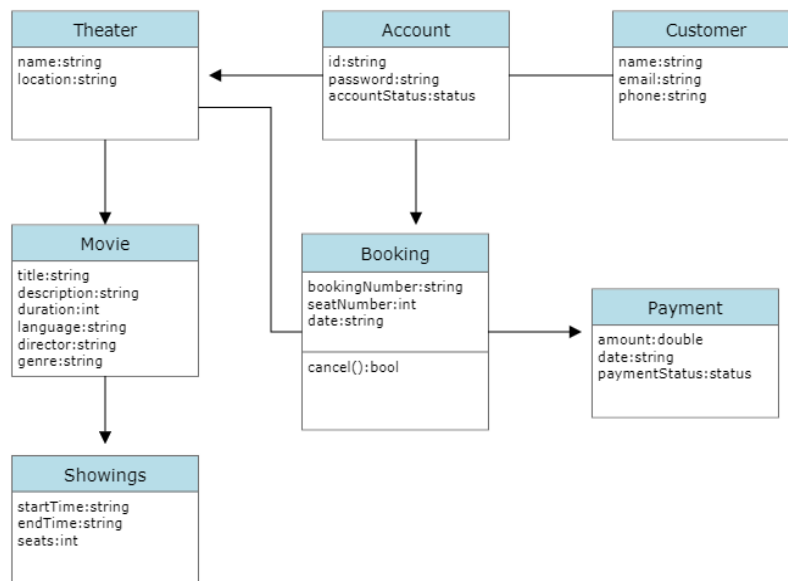 Theater
name:string
location:string
Account
id:string
password:string
accountStatus:status
Customer
name:string
email:string
phone:string
Movie
title:string
description:string
duration:int
language:string
director:string
genre:string
Booking
bookingNumber:string
seatNumber:int
date:string
cancel():bool
Payment
amount:double
date:string
paymentStatus:status
Showings
startTime:string
endTime:string
seats:int